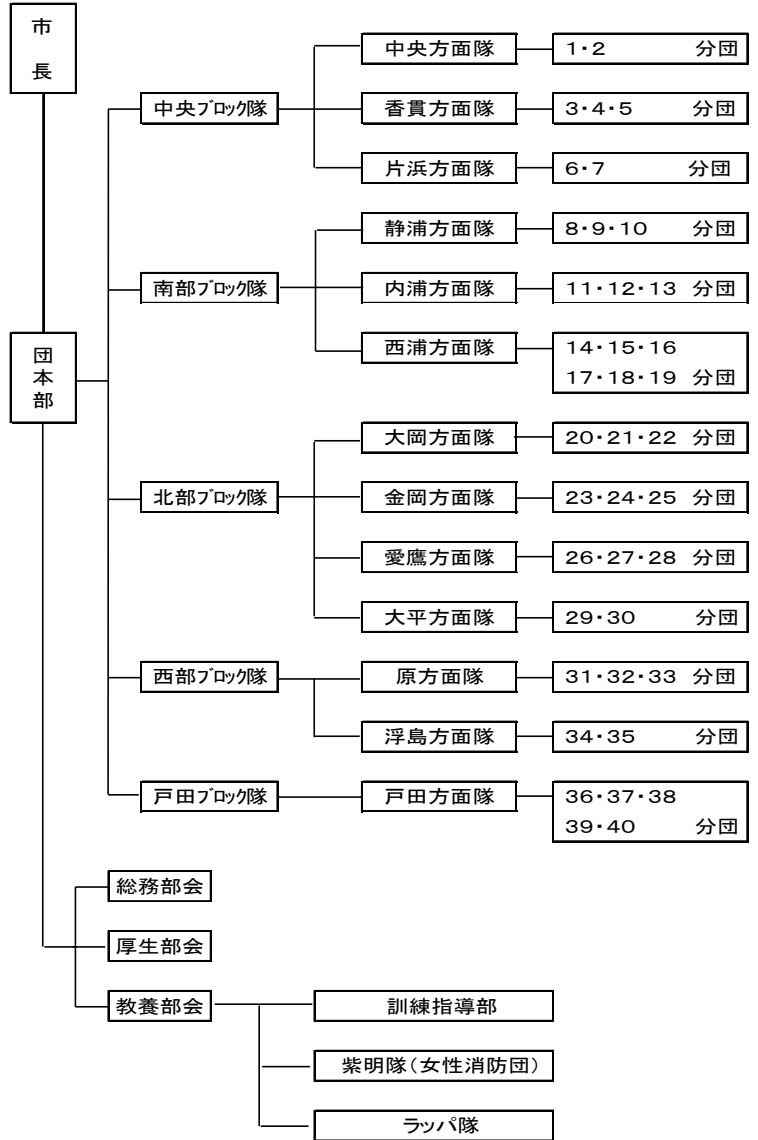 市長
中央方面隊
1・2 分団
中央ブロック隊
香貫方面隊
3・4・5 分団
片浜方面隊
6・7 分団
静浦方面隊
8・9・10 分団
南部ブロック隊
内浦方面隊
11・12・13 分団
西浦方面隊
14・15・16
17・18・19 分団
団本部
大岡方面隊
20・21・22 分団
北部ブロック隊
金岡方面隊
23・24・25 分団
愛鷹方面隊
26・27・28 分団
大平方面隊
29・30 分団
西部ブロック隊
原方面隊
31・32・33 分団
浮島方面隊
34・35 分団
戸田ブロック隊
戸田方面隊
36・37・38
39・40 分団
総務部会
厚生部会
教養部会
訓練指導部
紫明隊(女性消防団)
ラッパ隊